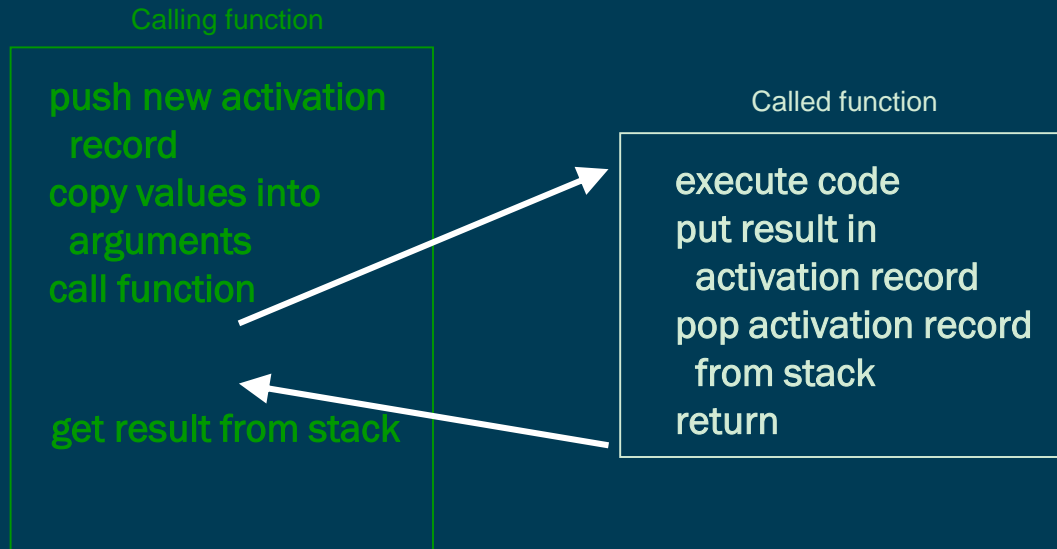 Calling function
push new activation
record
copy values into
arguments
call function
get result from stack
Called function
execute code
put result in
activation record
pop activation record
from stack
return